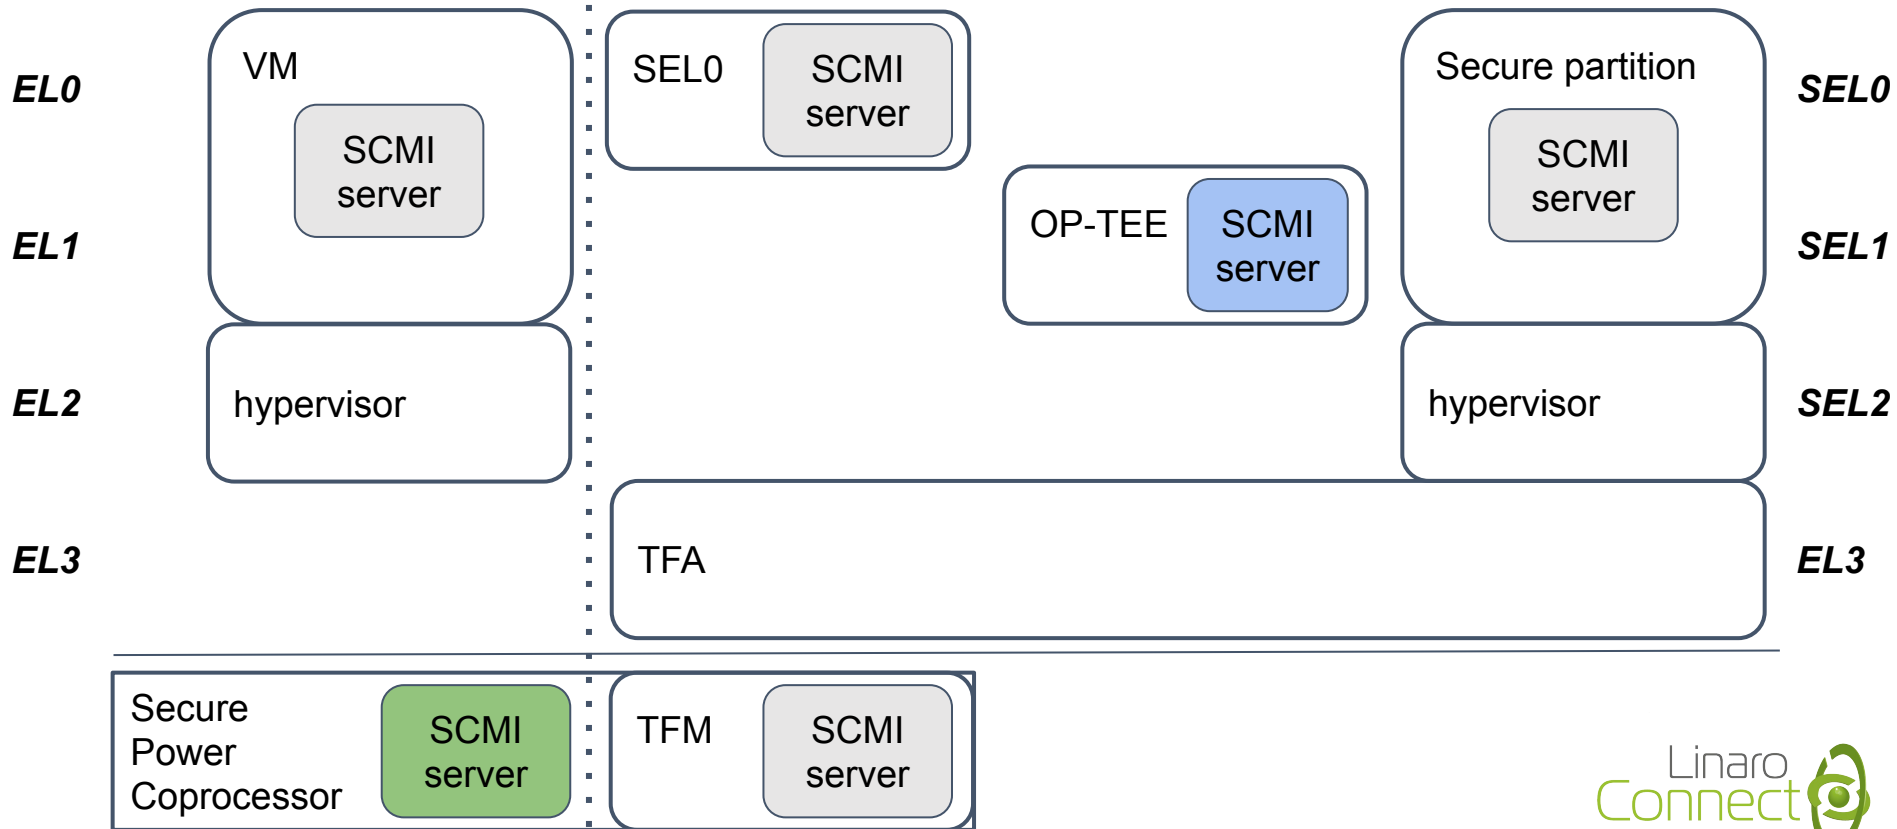 EL0
EL1
EL2
EL3
VM
SCMI
server
hypervisor
SEL0
SCMI
server
OP-TEE
SCMI
server
Secure partition
SCMI
server
hypervisor
TFA
SEL0
SEL1
SEL2
EL3
Secure
Power
Coprocessor
SCMI
server
TFM
SCMI
server
Linaro
Connect